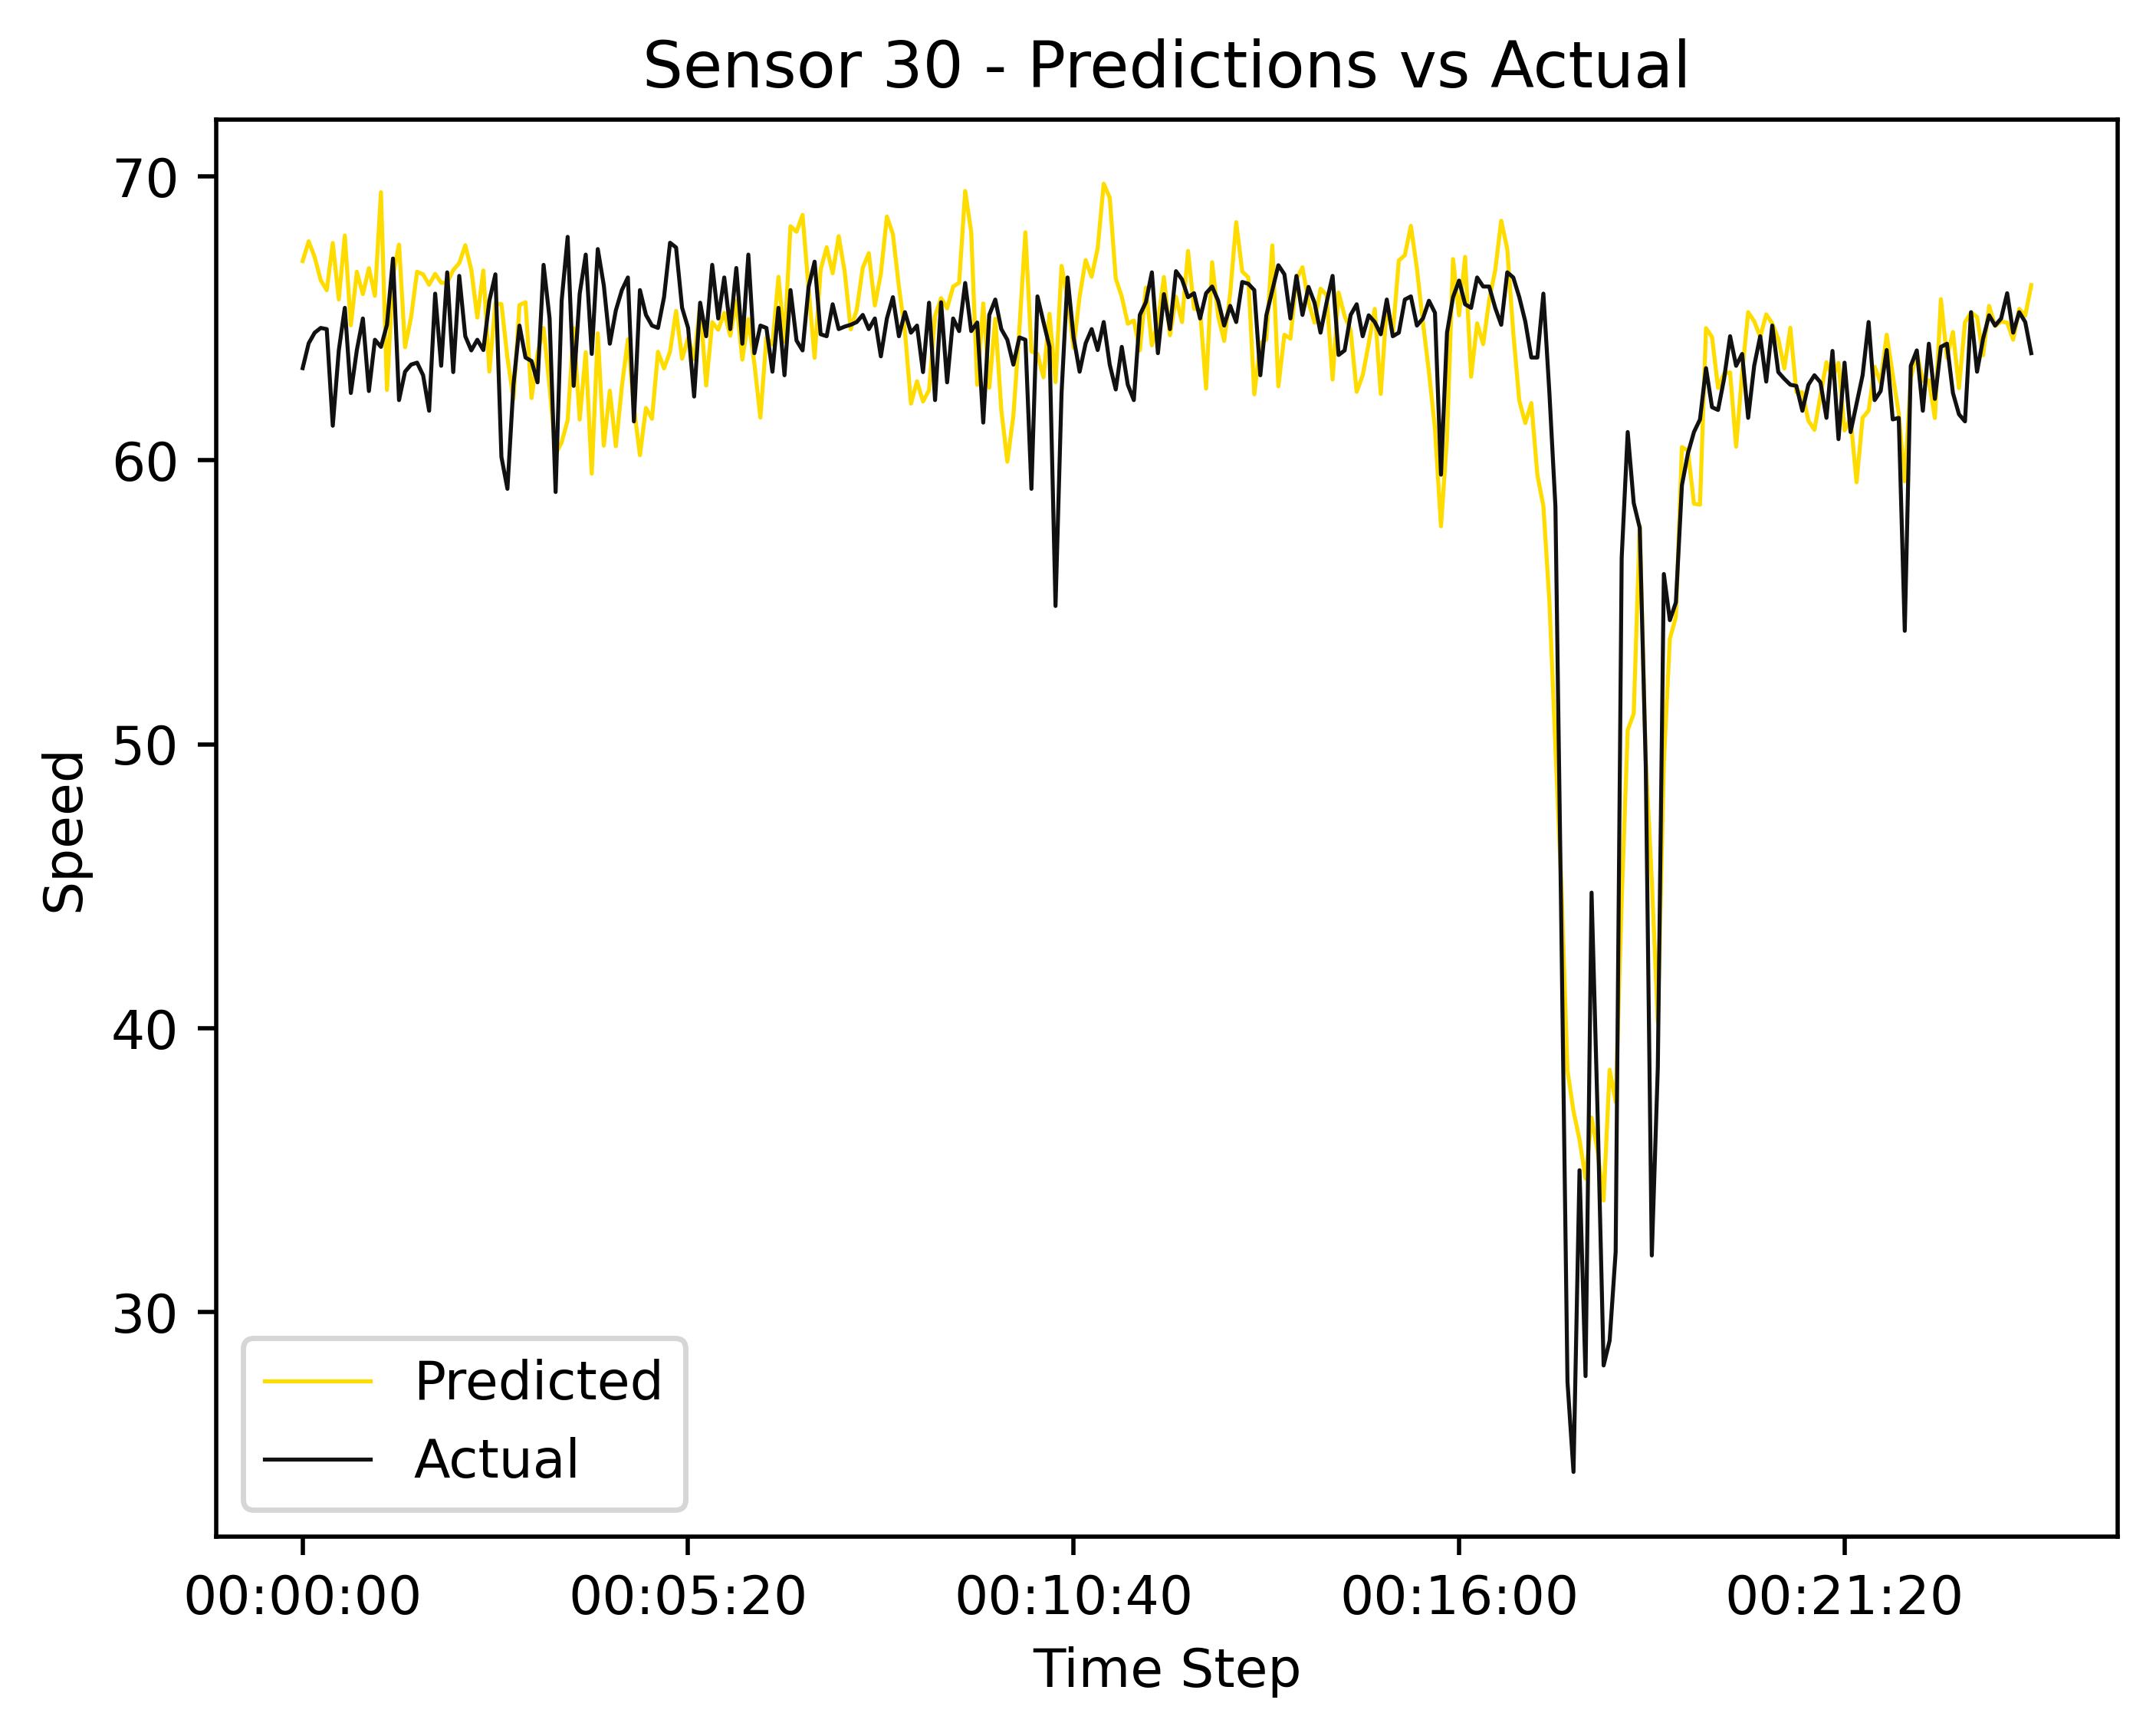 Sensor 30 - Predictions vs Actual
70
60
50
40
30
Speed
Predicted
Actual
00:00:00 00:05:20 00:10:40 00:16:00 00:21:20
Time Step